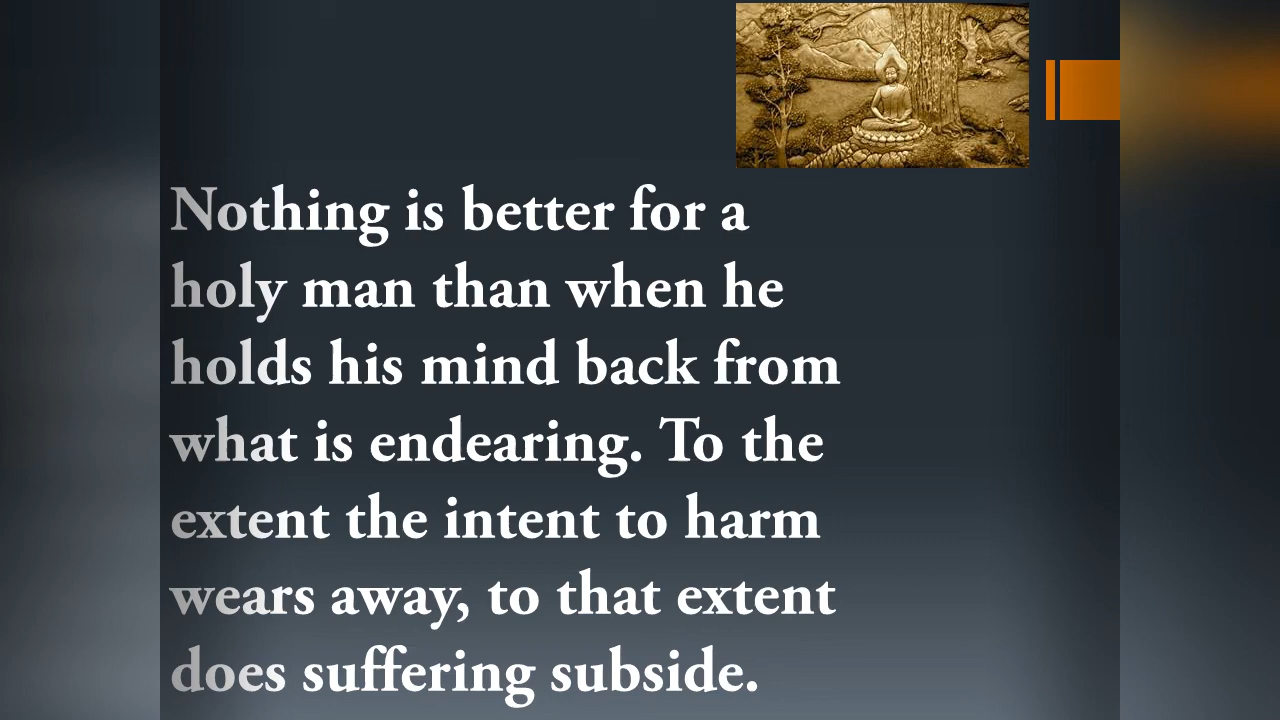 Nothing is better for a
holy man than when he
holds his mind back from
what is endearing. To the
extent the intent to harm
wears away, to that extent
does suffering subside.